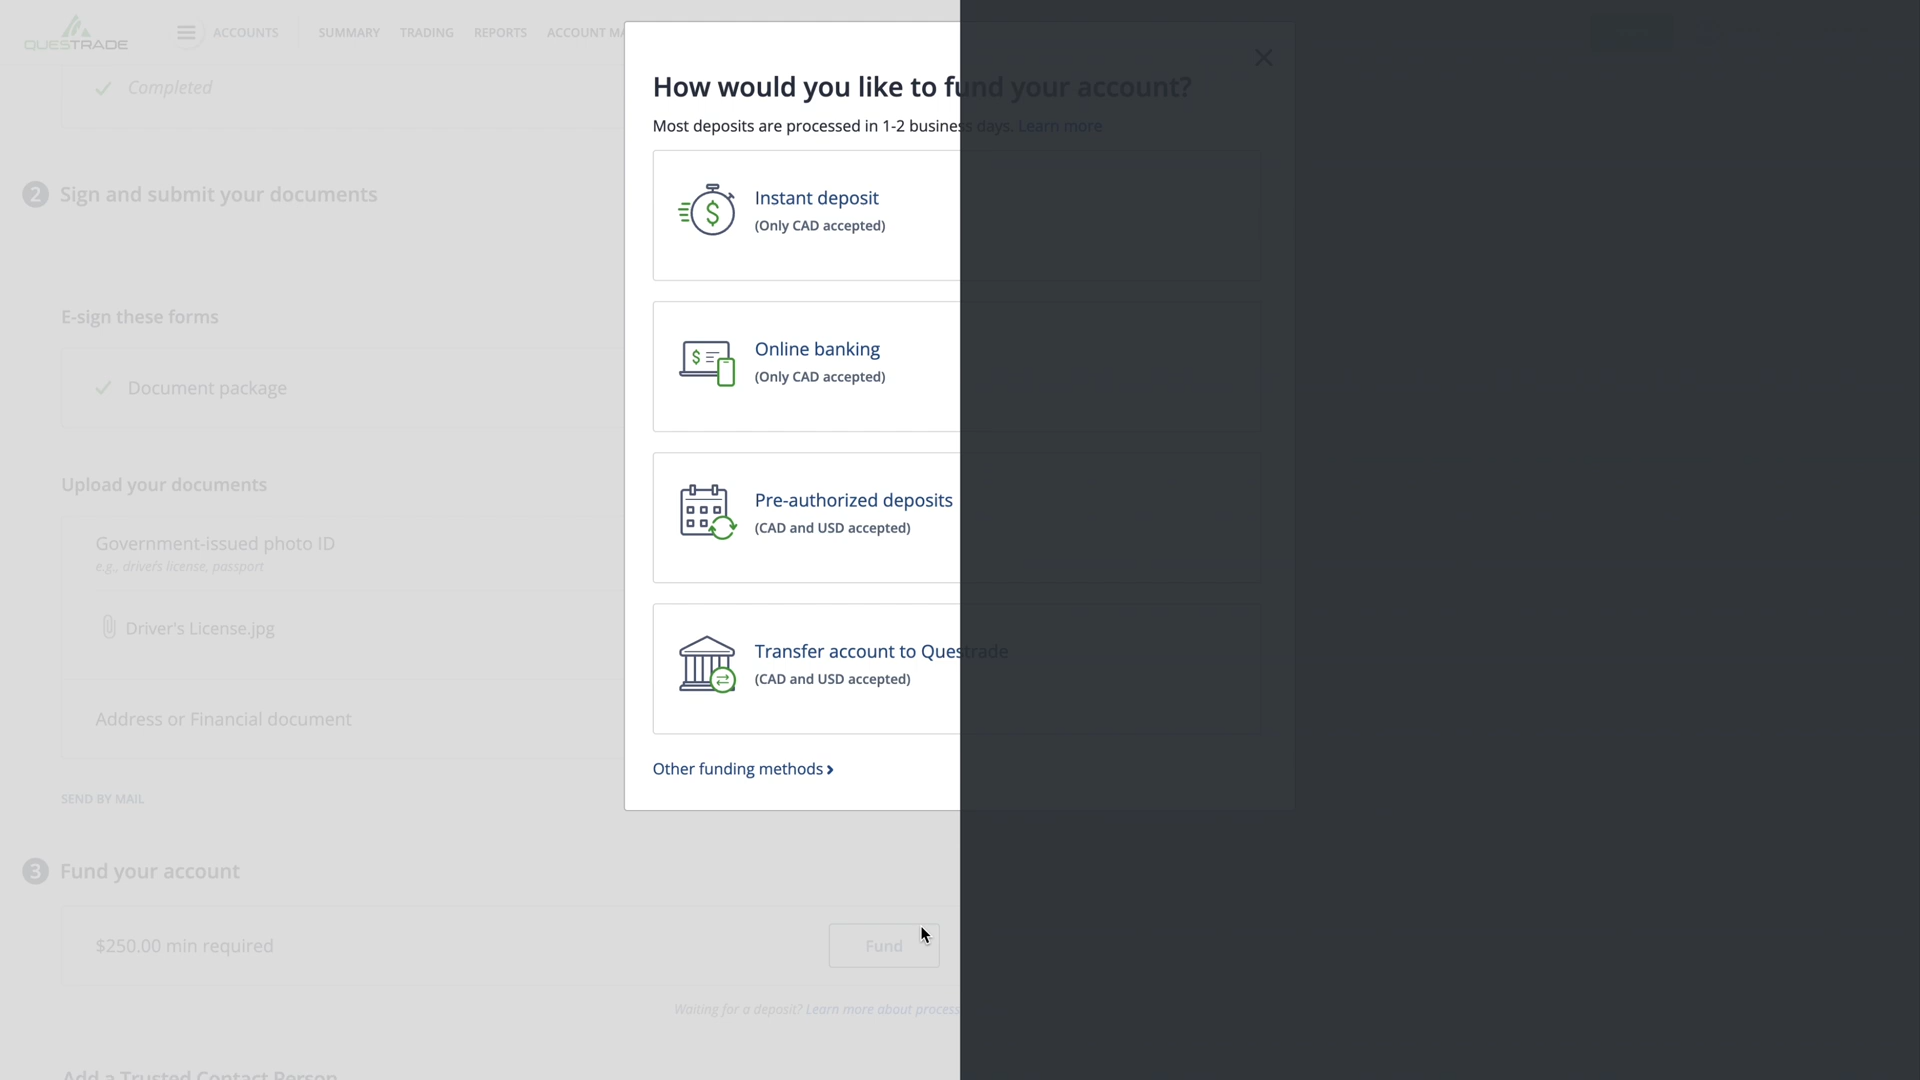 QUESTRADE
ACCOUNTS
SUMMARY
TRADING
REPORTS
ACCOUNT MA
Completed
2 Sign and submit your documents
E-sign these forms
Document package
Upload your documents
Government-issued photo ID
e.g., driver's license, passport
Driver's License.jpg
Address or Financial document
SEND BY MAIL
3 Fund your account
$250.00 min required
Fund
Waiting for a deposit? Learn more about process
Add a Trusted Contact Person
How would you like to fund your account?
Most deposits are processed in 1-2 business days. Learn more
Instant deposit
(Only CAD accepted)
Online banking
(Only CAD accepted)
Pre-authorized deposits
(CAD and USD accepted)
Transfer account to Questrade
(CAD and USD accepted)
Other funding methods